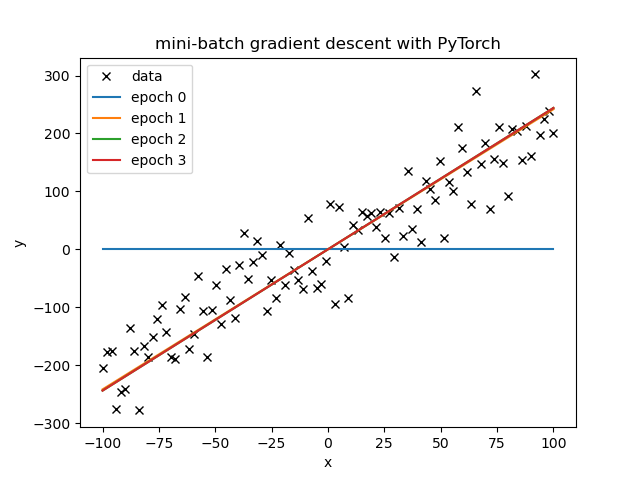 mini-batch gradient descent with PyTorch
data
epoch 0
epoch 1
epoch 2
epoch 3
300
200
100
0
−100
−200
−300
y
−100 −75 −50 −25 0 25 50 75 100
x